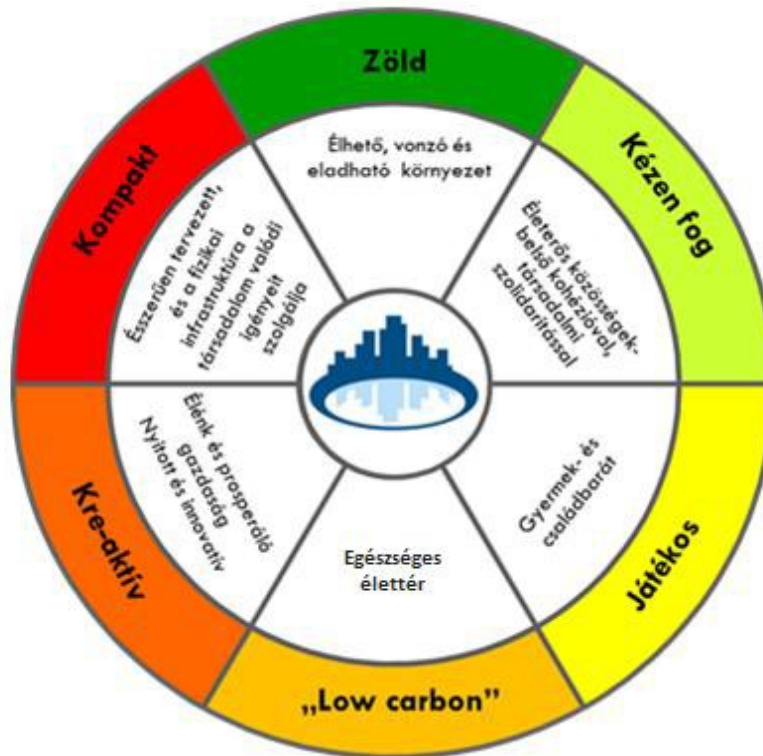 Zöld
Élhető, vonzó és
eladható környezet
Kézen fog
Életerős közösségek-
belső kohézióval,
társadalmi
szolidaritással
Játékos
Gyermek- és
családbarát
„Low carbon”
Egészséges
élettér
Kre-aktív
Élénk és prosperáló
gazdaság
Nyitott és innovatív
Kompakt
Ésszerűen tervezett,
és a fizikai
infrastruktúra a
társadalom valódi
igényeit
szolgálja